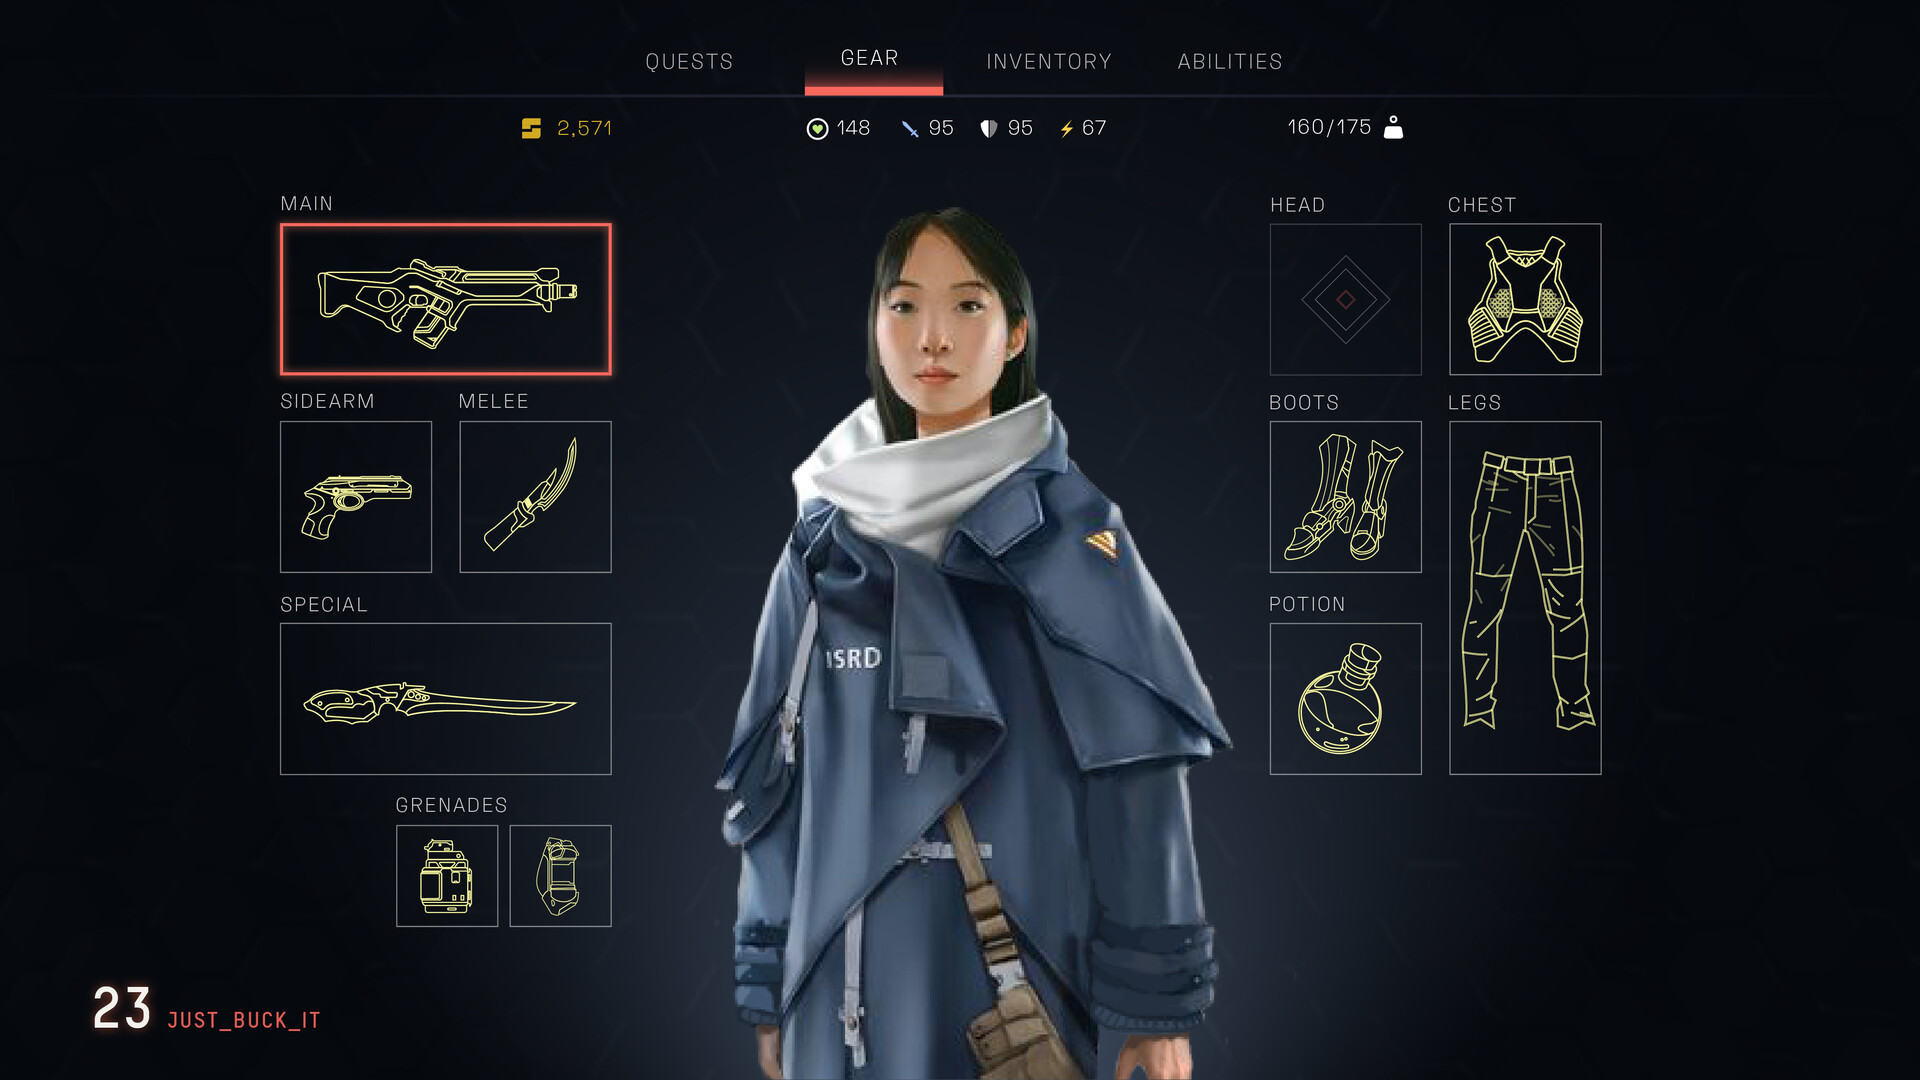 QUESTS GEAR INVENTORY ABILITIES
2,571 148 95 95 67 160/175
MAIN
HEAD
CHEST
SIDEARM
MELEE
BOOTS
LEGS
SPECIAL
POTION
ISRD
GRENADES
23 JUST_BUCK_IT